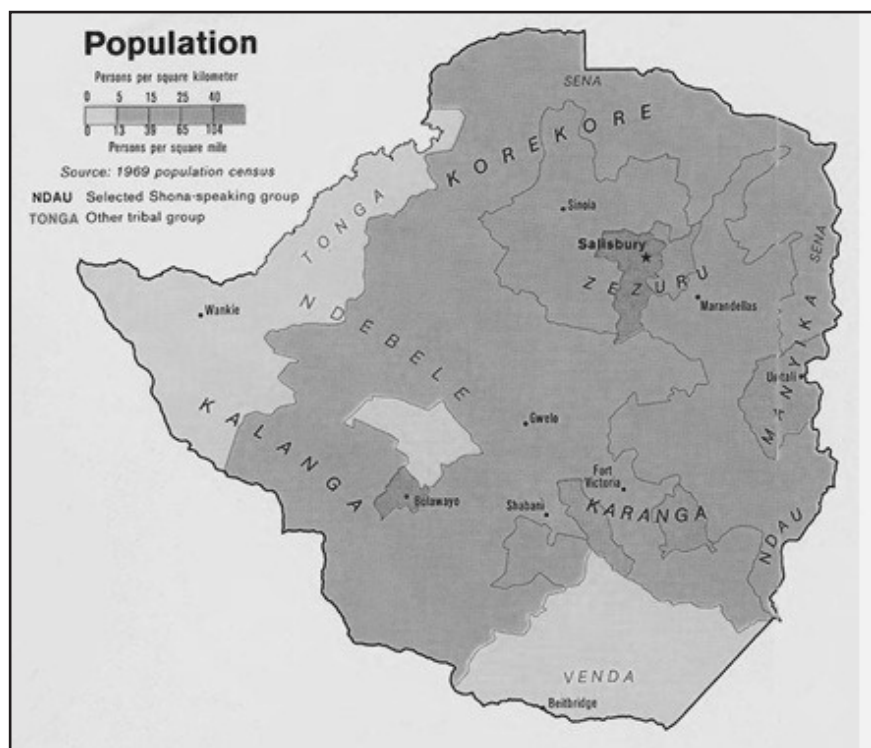 Population
Persons per square kilometer
0 5 15 25 40
0 13 39 65 104
Persons per square mile
Source: 1969 population census
NDAU Selected Shona-speaking group
TONGA Other tribal group
SENA
KOREKORE
TONGA
Sinoia
SENA
Salisbury
ZEZURU
Marandellas
Wankie
NDEBELE
MANYIKA
Umtali
KALANGA
Gwelo
Fort
Victoria
Bulawayo
Shabani
KARANGA
NDAU
VENDA
Beitbridge